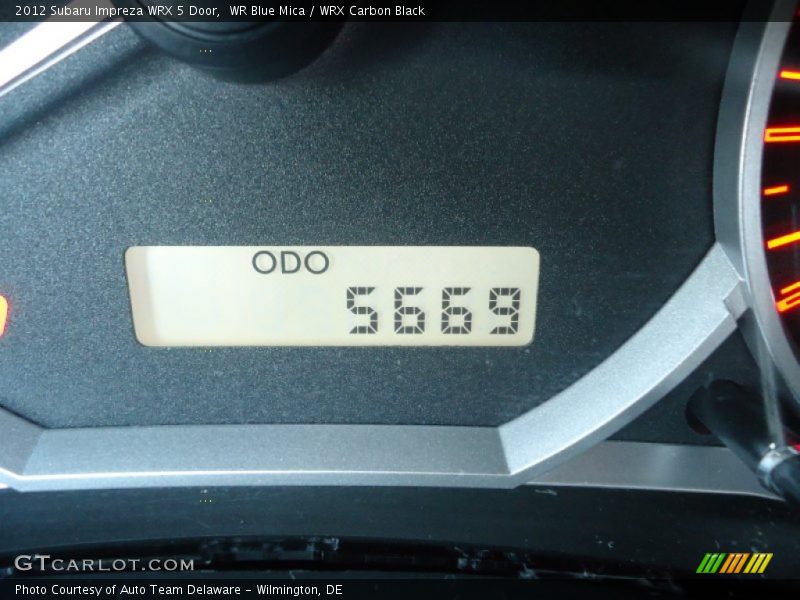 2012 Subaru Impreza WRX 5 Door,  WR Blue Mica / WRX Carbon Black
ODO
5669
GTCARLOT.COM
Photo Courtesy of Auto Team Delaware - Wilmington, DE